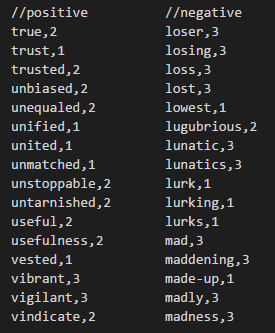 //positive //negative
true,2 loser,3
trust,1 losing,3
trusted,2 loss,3
unbiased,2 lost,3
unequaled,2 lowest,1
unified,1 lugubrious,2
united,1 lunatic,3
unmatched,1 lunatics,3
unstoppable,2 lurk,1
untarnished,2 lurking,1
useful,2 lurks,1
usefulness,2 mad,3
vested,1 maddening,3
vibrant,3 made-up,1
vigilant,3 madly,3
vindicate,2 madness,3